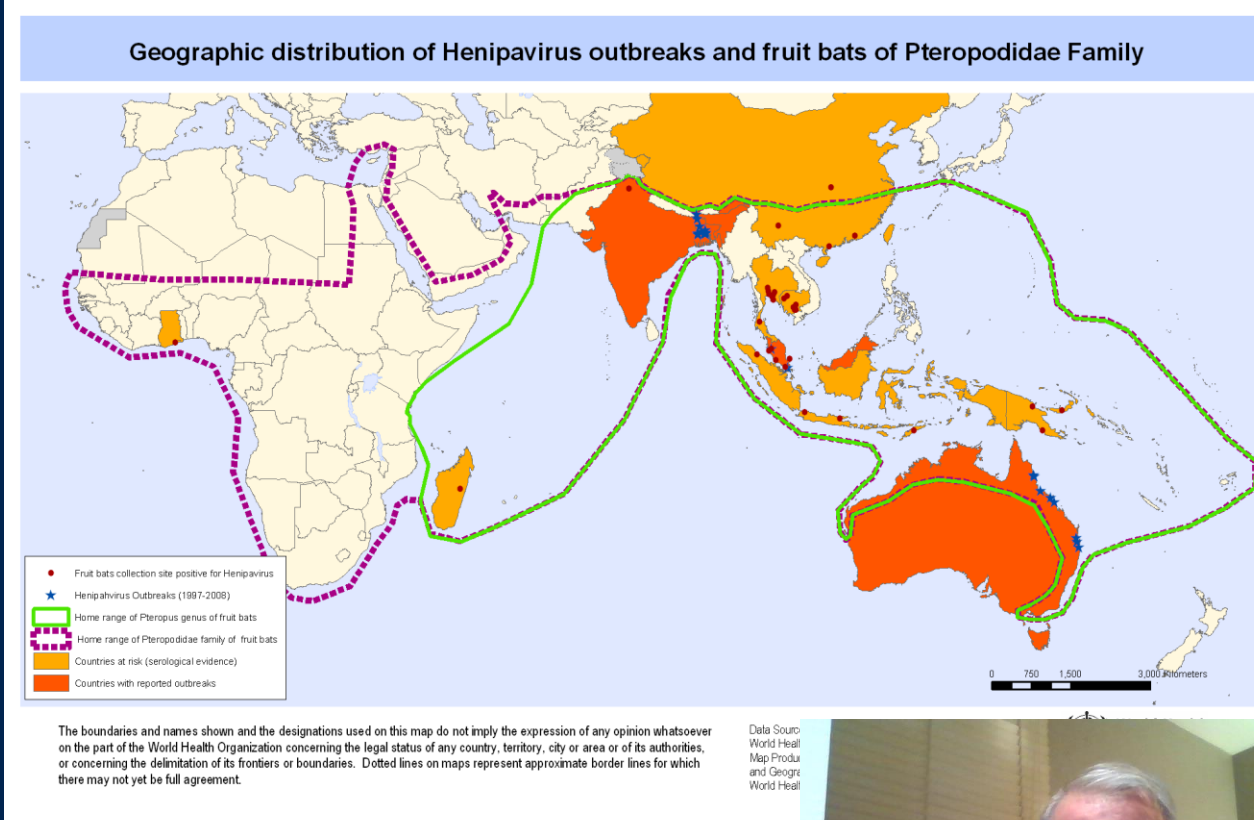 Geographic distribution of Henipavirus outbreaks and fruit bats of Pteropodidae Family
Fruit bats collection site positive for Henipavirus
Henipahvirus Outbreaks (1997-2008)
Home range of Pteropus genus of fruit bats
Home range of Pteropodidae family of fruit bats
Countries at risk (serological evidence)
Countries with reported outbreaks
0 750 1,500 3,000 Kilometers
The boundaries and names shown and the designations used on this map do not imply the expression of any opinion whatsoever
on the part of the World Health Organization concerning the legal status of any country, territory, city or area or of its authorities,
or concerning the delimitation of its frontiers or boundaries. Dotted lines on maps represent approximate border lines for which
there may not yet be full agreement.
Data
World
Map
and
World